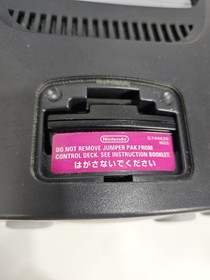 Nintendo
DO NOT REMOVE JUMPER PAK FROM
CONTROL DECK. SEE INSTRUCTION BOOKLET.
はがさないでください